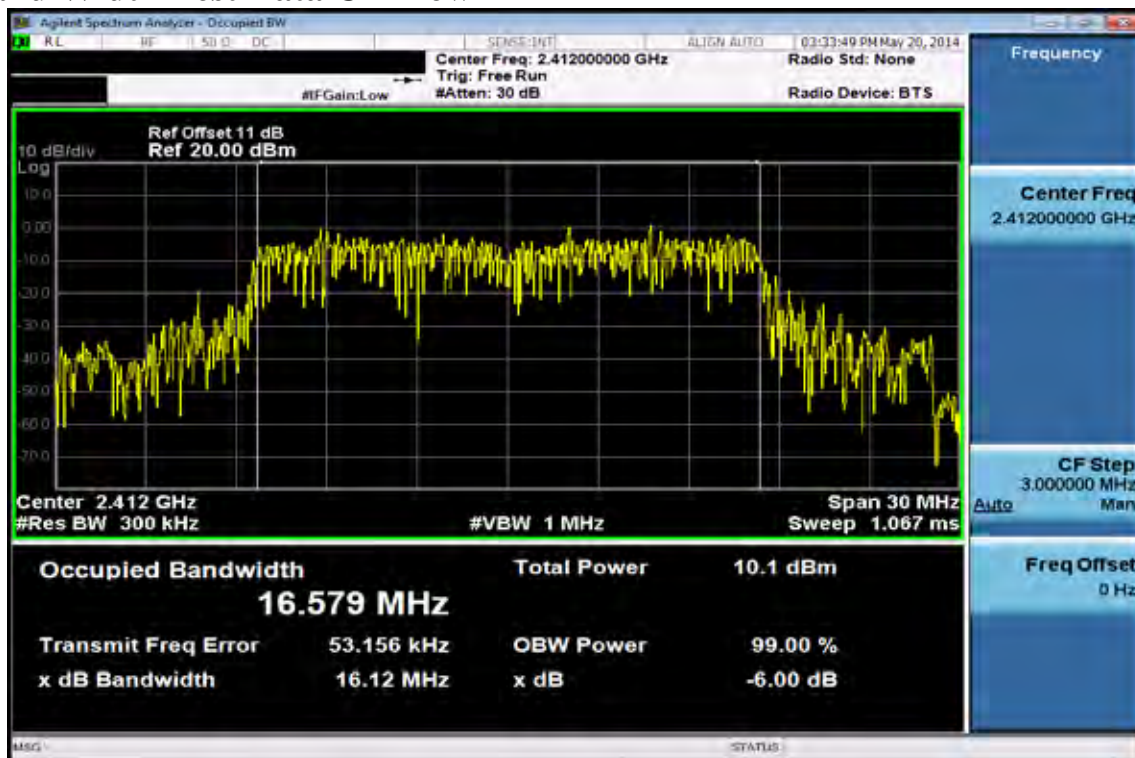 Agilent Spectrum Analyzer - Occupied BW
RL RF 50 Ω DC SENSE:INT ALIGN AUTO 03:33:49 PM May 20, 2014
Center Freq: 2.412000000 GHz Radio Std: None
Trig: Free Run
#IFGain:Low #Atten: 30 dB Radio Device: BTS
Frequency
Ref Offset 11 dB
10 dB/div Ref 20.00 dBm
Log
10.0
0.00
-10.0
-20.0
-30.0
-40.0
-50.0
-60.0
-70.0
Center 2.412 GHz Span 30 MHz
#Res BW 300 kHz #VBW 1 MHz Sweep 1.067 ms
Center Freq
2.412000000 GHz
CF Step
3.000000 MHz
Auto Man
Freq Offset
0 Hz
Occupied Bandwidth Total Power 10.1 dBm
16.579 MHz
Transmit Freq Error 53.156 kHz OBW Power 99.00 %
x dB Bandwidth 16.12 MHz x dB -6.00 dB
MSG STATUS